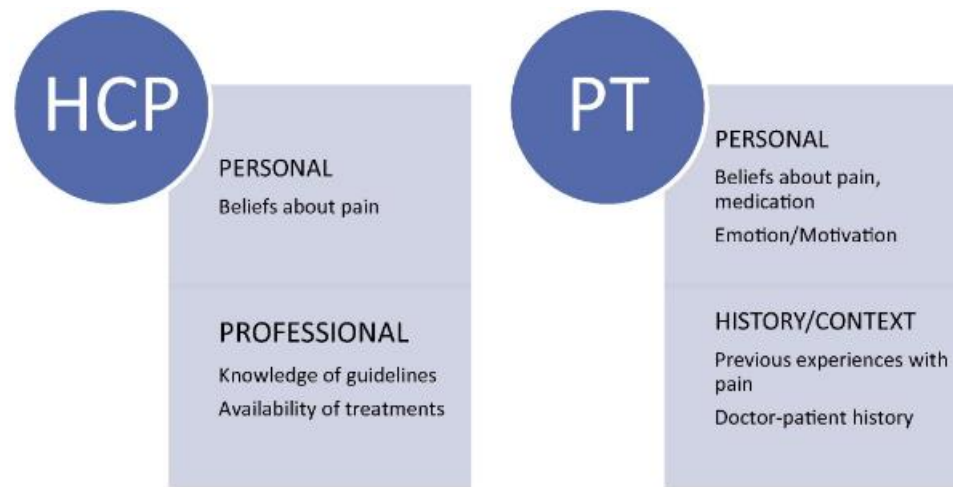 HCP
PERSONAL
Beliefs about pain
PROFESSIONAL
Knowledge of guidelines
Availability of treatments
PT
PERSONAL
Beliefs about pain,
medication
Emotion/Motivation
HISTORY/CONTEXT
Previous experiences with
pain
Doctor-patient history